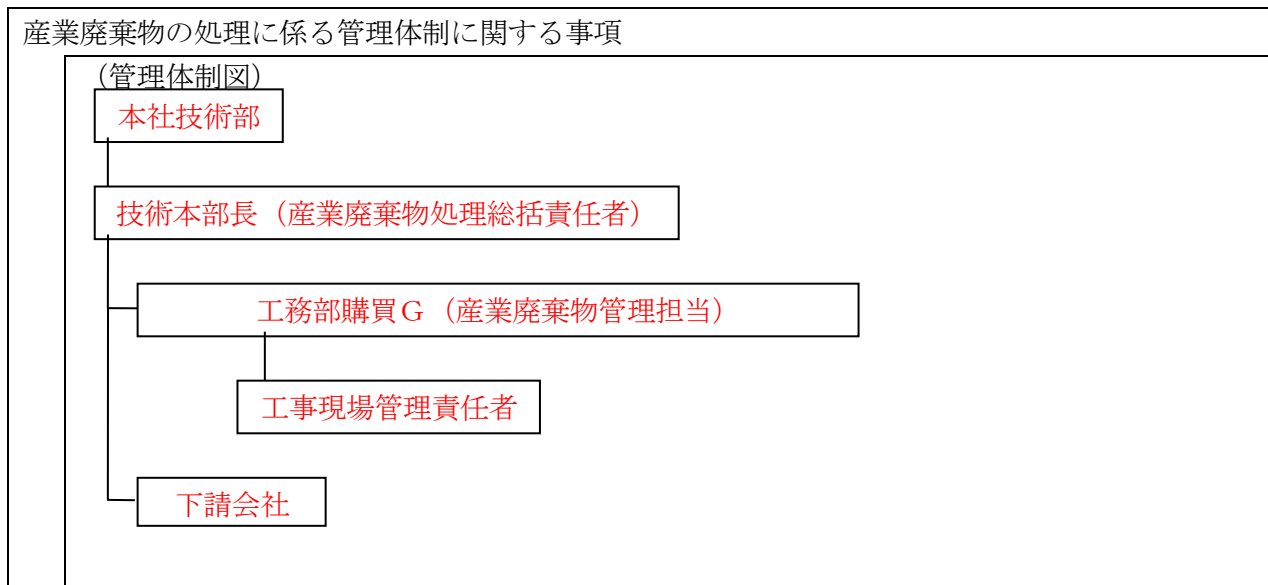 産業廃棄物の処理に係る管理体制に関する事項
（管理体制図）
本社技術部
技術本部長（産業廃棄物処理総括責任者）
工務部購買Ｇ（産業廃棄物管理担当）
工事現場管理責任者
下請会社